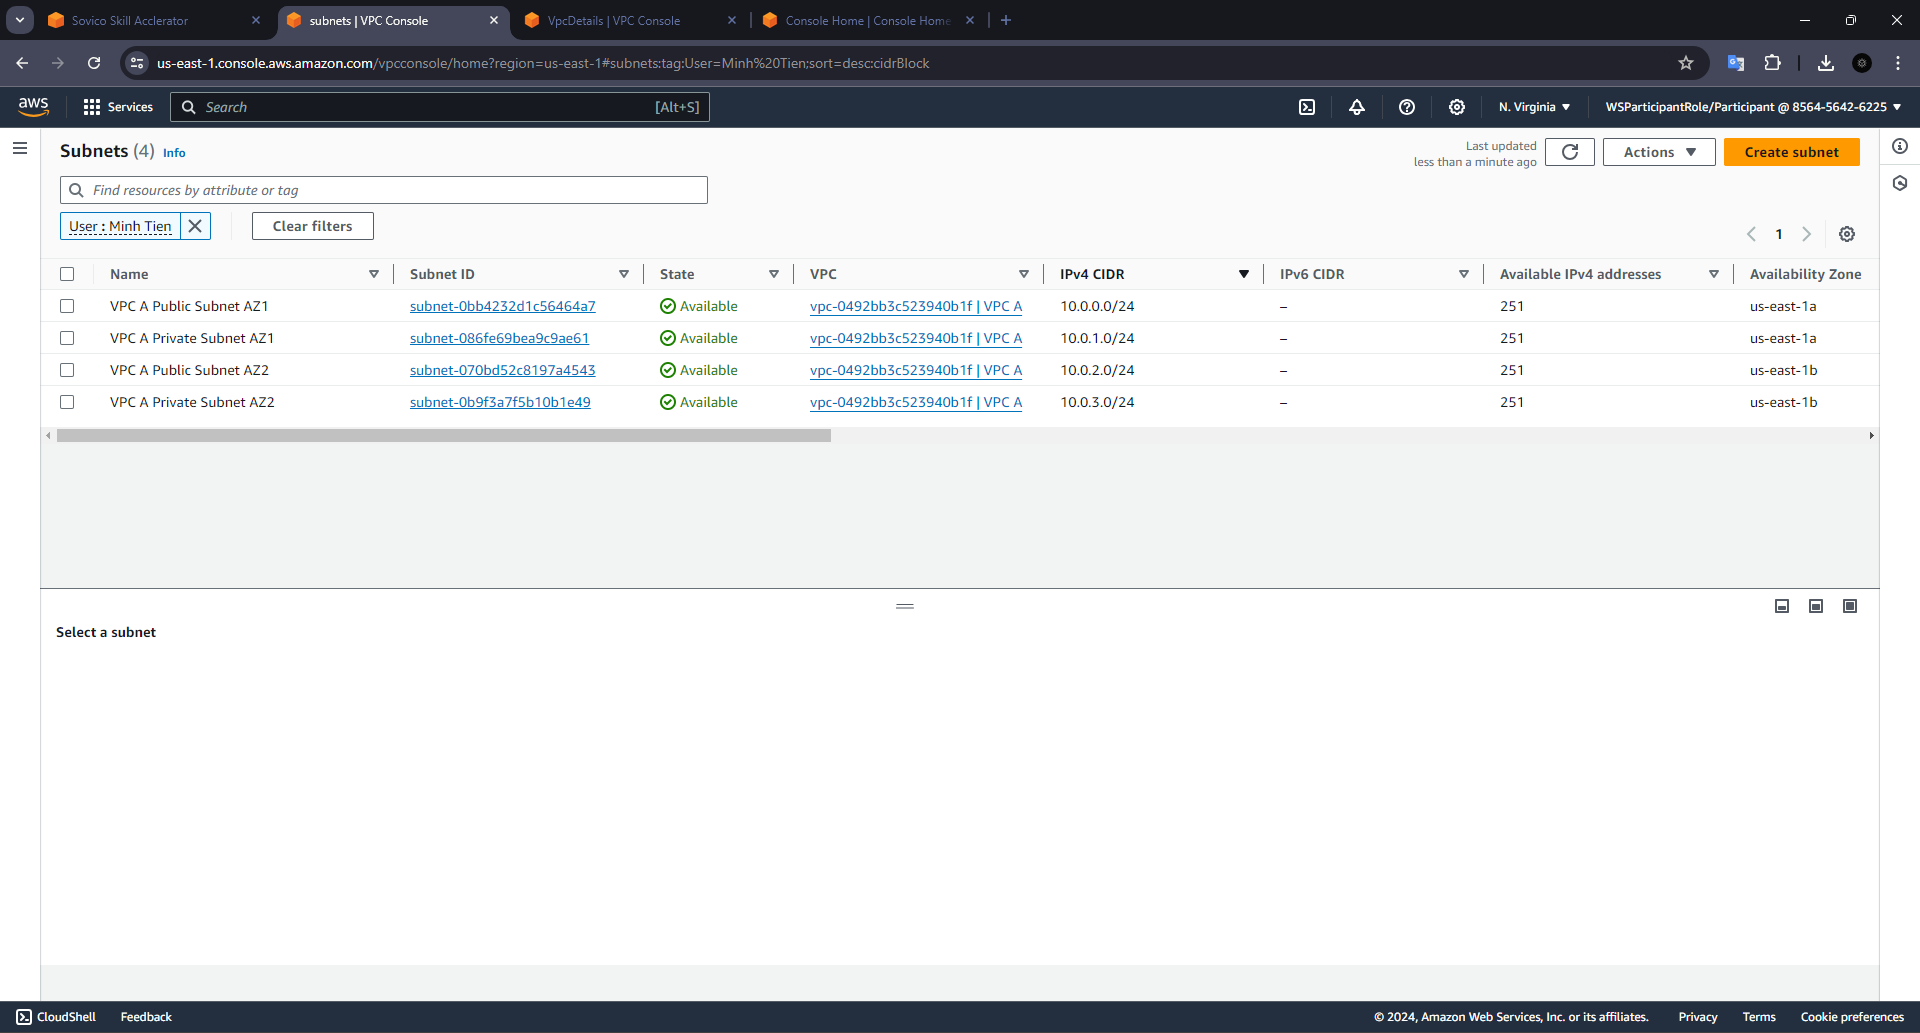 Sovico Skill Acclerator
subnets | VPC Console
VpcDetails | VPC Console
Console Home | Console Home
us-east-1.console.aws.amazon.com/vpcconsole/home?region=us-east-1#subnets:tag:User=Minh%20Tien;sort=desc:cidrBlock
aws Services Search [Alt+S] N. Virginia WSParticipantRole/Participant @ 8564-5642-6225
Subnets (4) Info
Last updated
less than a minute ago
Actions
Create subnet
Find resources by attribute or tag
User : Minh Tien
Clear filters
1
Name Subnet ID State VPC IPv4 CIDR IPv6 CIDR Available IPv4 addresses Availability Zone
VPC A Public Subnet AZ1 subnet-0bb4232d1c56464a7 Available vpc-0492bb3c523940b1f | VPC A 10.0.0.0/24 – 251 us-east-1a
VPC A Private Subnet AZ1 subnet-086fe69bea9c9ae61 Available vpc-0492bb3c523940b1f | VPC A 10.0.1.0/24 – 251 us-east-1a
VPC A Public Subnet AZ2 subnet-070bd52c8197a4543 Available vpc-0492bb3c523940b1f | VPC A 10.0.2.0/24 – 251 us-east-1b
VPC A Private Subnet AZ2 subnet-0b9f3a7f5b10b1e49 Available vpc-0492bb3c523940b1f | VPC A 10.0.3.0/24 – 251 us-east-1b
Select a subnet
CloudShell Feedback © 2024, Amazon Web Services, Inc. or its affiliates. Privacy Terms Cookie preferences